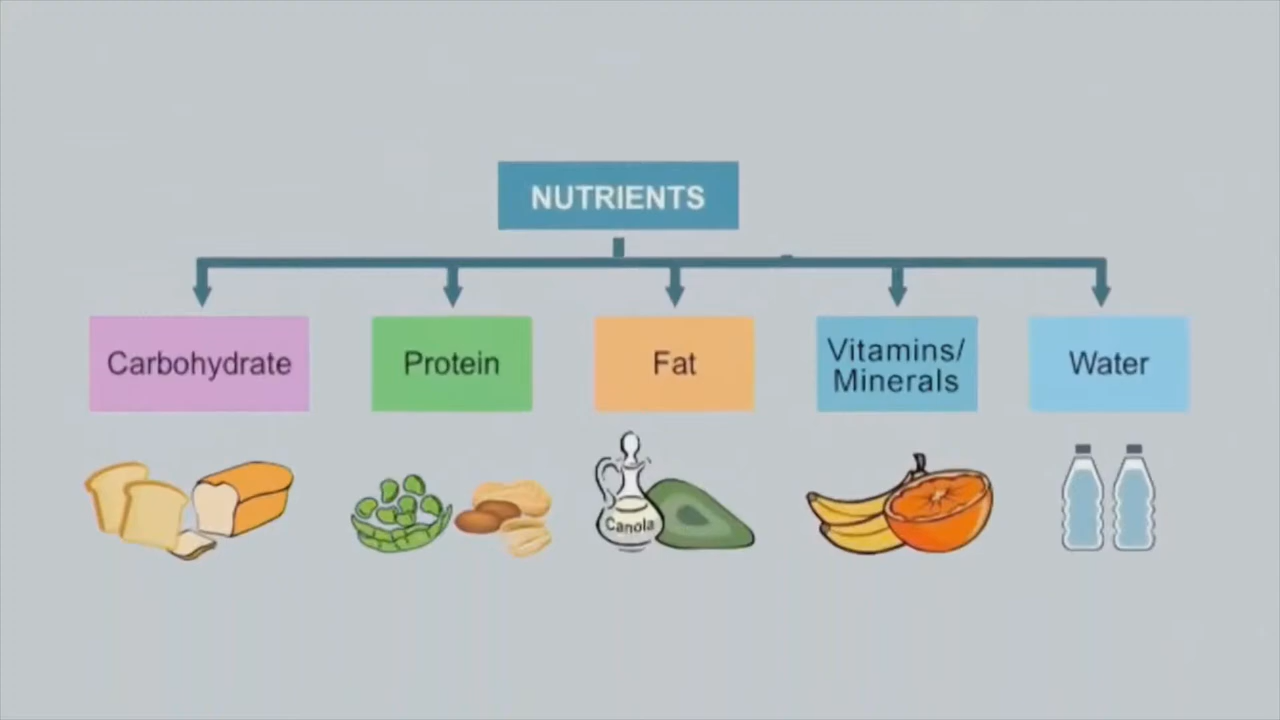 NUTRIENTS
Carbohydrate
Protein
Fat
Vitamins/
Minerals
Water
Canola